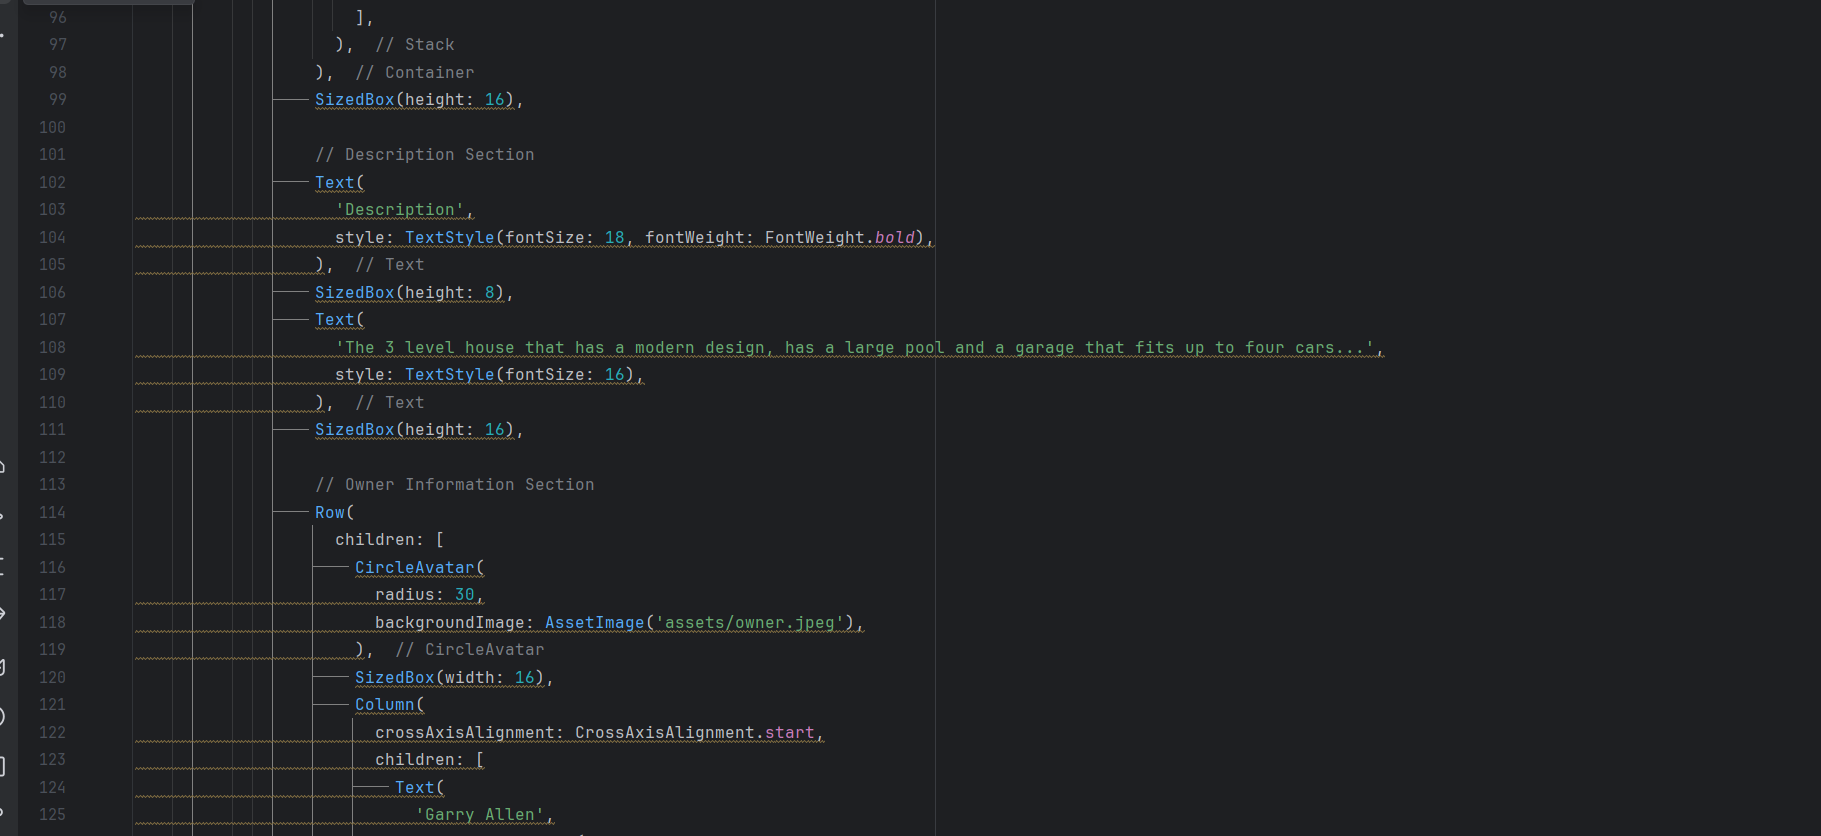 96 ],
97 ), // Stack
98 ), // Container
99 SizedBox(height: 16),
100
101 // Description Section
102 Text(
103 'Description',
104 style: TextStyle(fontSize: 18, fontWeight: FontWeight.bold),
105 ), // Text
106 SizedBox(height: 8),
107 Text(
108 'The 3 level house that has a modern design, has a large pool and a garage that fits up to four cars...',
109 style: TextStyle(fontSize: 16),
110 ), // Text
111 SizedBox(height: 16),
112
113 // Owner Information Section
114 Row(
115 children: [
116 CircleAvatar(
117 radius: 30,
118 backgroundImage: AssetImage('assets/owner.jpeg'),
119 ), // CircleAvatar
120 SizedBox(width: 16),
121 Column(
122 crossAxisAlignment: CrossAxisAlignment.start,
123 children: [
124 Text(
125 'Garry Allen',